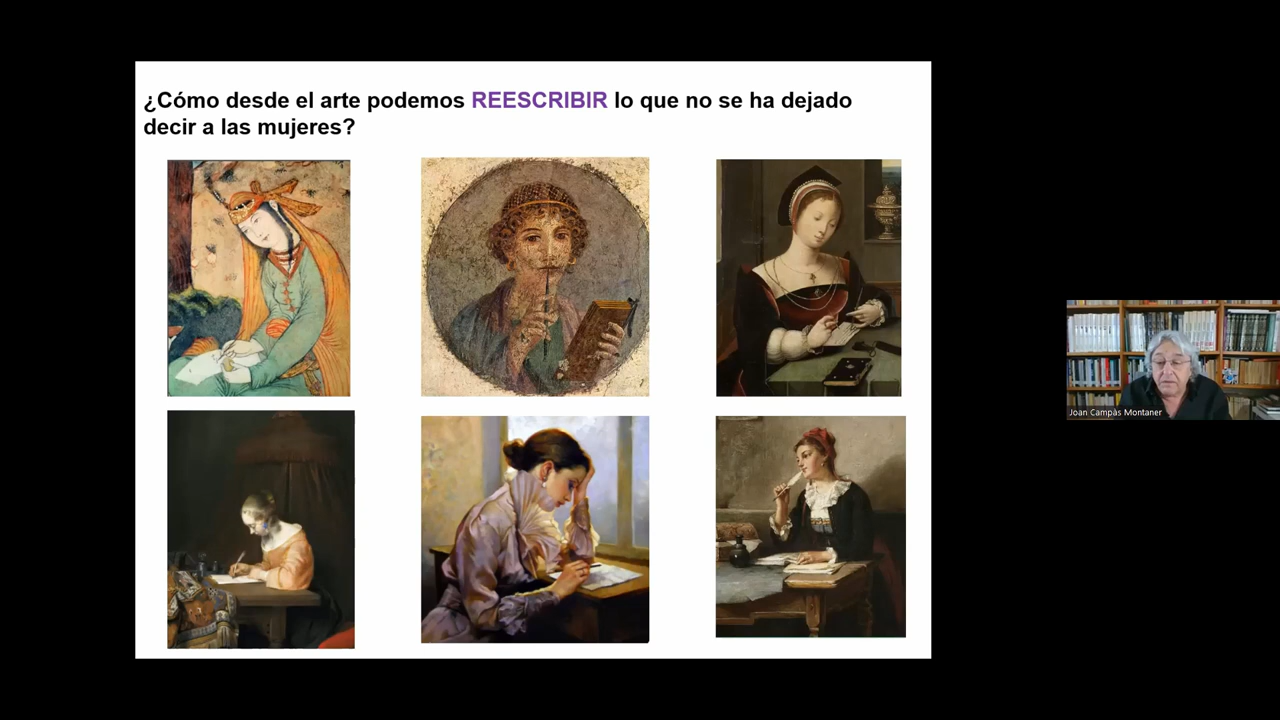 ¿Cómo desde el arte podemos REESCRIBIR lo que no se ha dejado
decir a las mujeres?
Joan Campàs Montaner